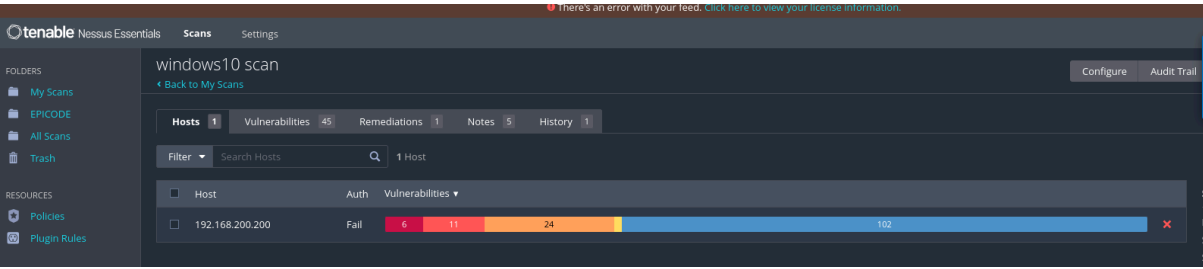 There's an error with your feed. Click here to view your license information.
tenable Nessus Essentials Scans Settings
FOLDERS
My Scans
EPICODE
All Scans
Trash
RESOURCES
Policies
Plugin Rules
windows10 scan
Back to My Scans
Configure Audit Trail
Hosts 1 Vulnerabilities 45 Remediations 1 Notes 5 History 1
Filter Search Hosts 1 Host
Host Auth Vulnerabilities
192.168.200.200 Fail 6 11 24 102